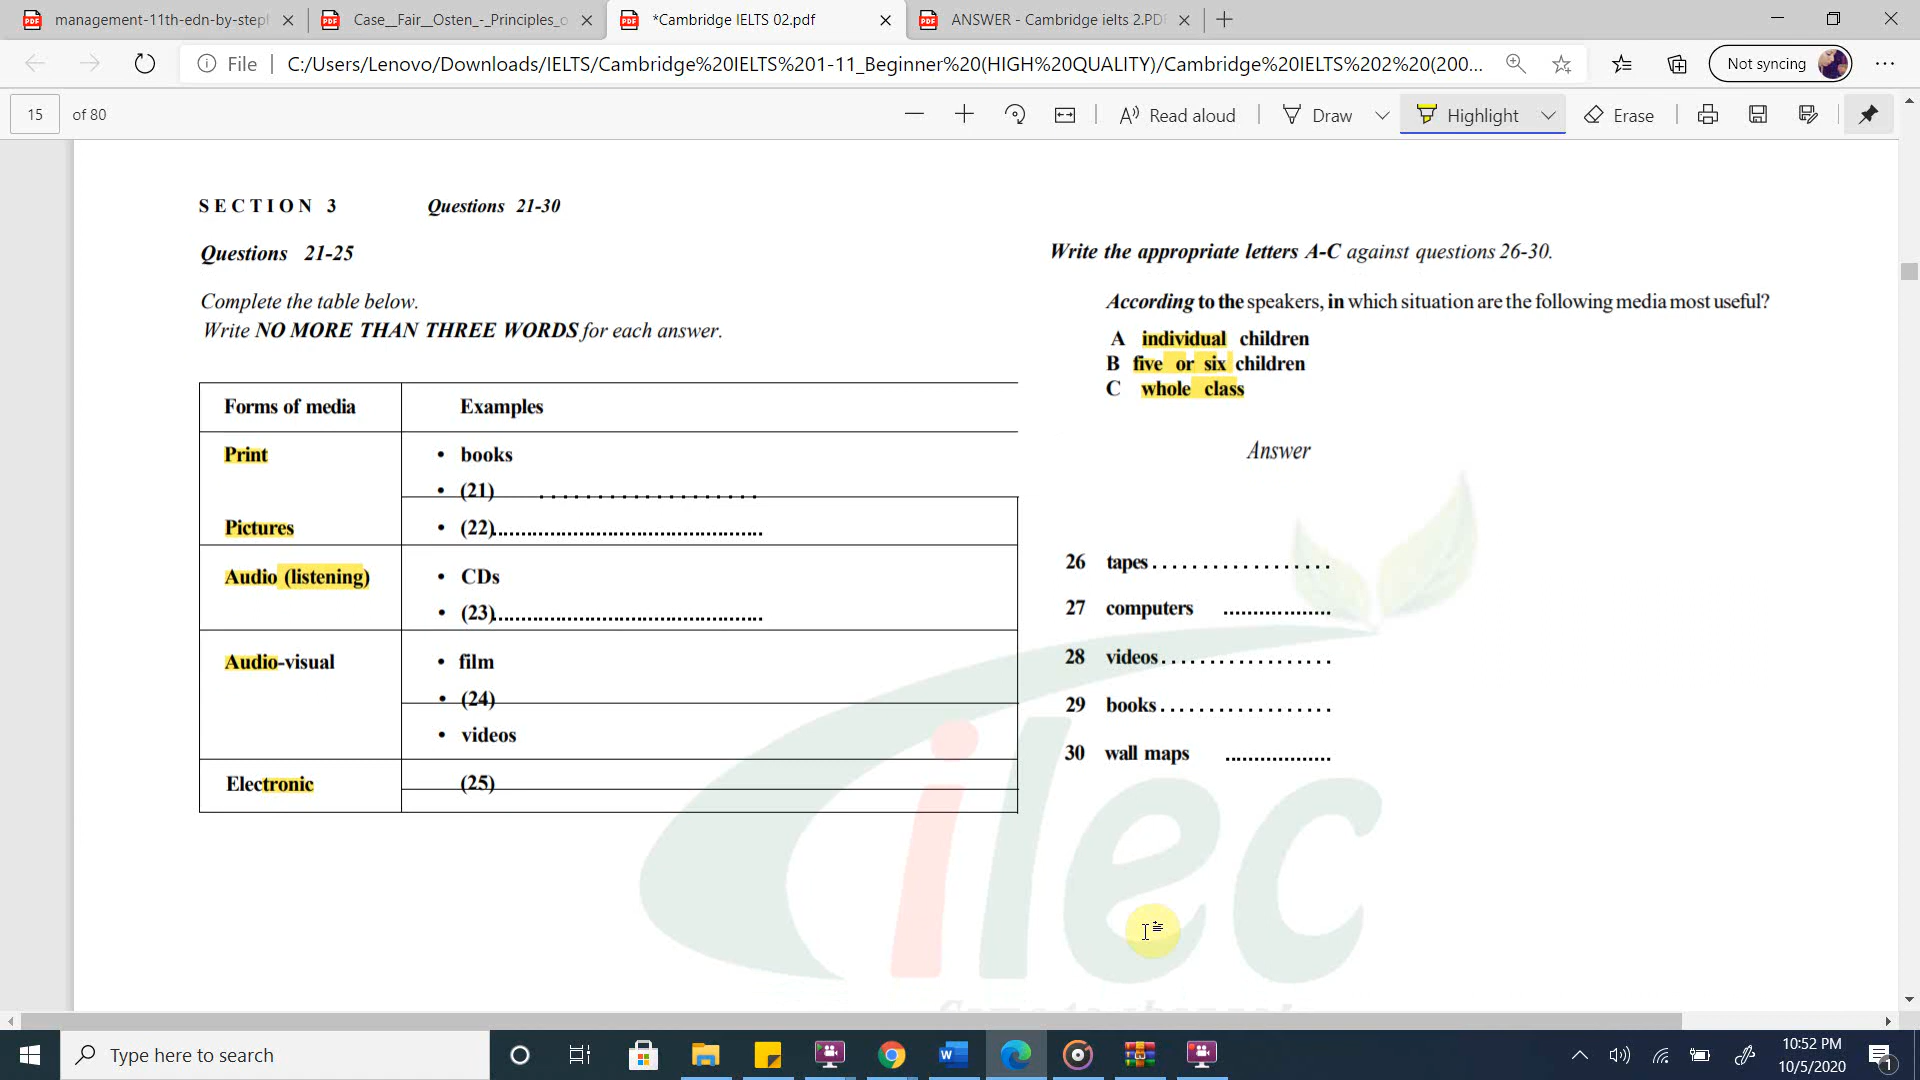 management-11th-edn-by-step
Case__Fair__Osten_-_Principles_o
*Cambridge IELTS 02.pdf
ANSWER - Cambridge ielts 2.PD
File
C:/Users/Lenovo/Downloads/IELTS/Cambridge%20IELTS%201-11_Beginner%20(HIGH%20QUALITY)/Cambridge%20IELTS%202%20(200...
Not syncing
15 of 80
Read aloud
Draw
Highlight
Erase
SECTION 3 Questions 21-30
Questions 21-25
Complete the table below.
Write NO MORE THAN THREE WORDS for each answer.
Forms of media Examples
Print • books
• (21) ........................
Pictures • (22)........................
Audio (listening) • CDs
• (23)........................
Audio-visual • film
• (24)
• videos
Electronic (25)
Write the appropriate letters A-C against questions 26-30.
According to the speakers, in which situation are the following media most useful?
A individual children
B five or six children
C whole class
Answer
26 tapes..................
27 computers ..................
28 videos..................
29 books..................
30 wall maps ..................
ilec
Type here to search
10:52 PM
10/5/2020
1